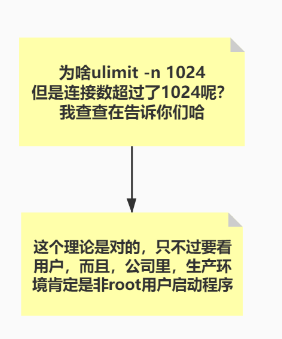 为啥ulimit -n 1024
但是连接数超过了1024呢？
我查查在告诉你们哈
这个理论是对的，只不过要看
用户，而且，公司里，生产环
境肯定是非root用户启动程序